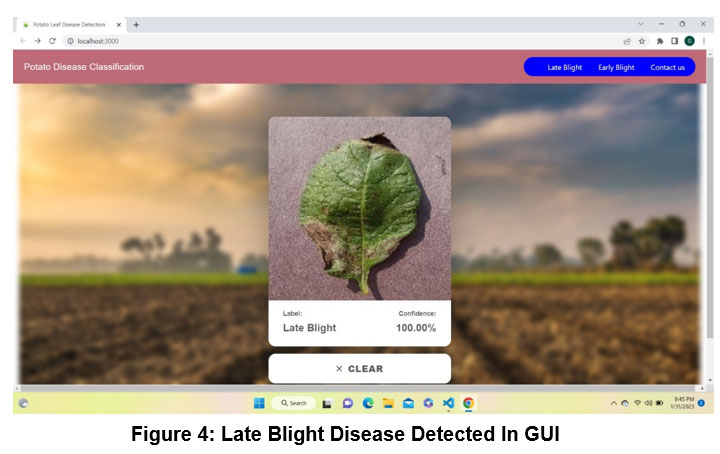 Potato Leaf Disease Detection
localhost:3000
G
Potato Disease Classification
Late Blight Early Blight Contact us
Label: Confidence:
Late Blight 100.00%
× CLEAR
Search
9:45 PM
1/31/2023
2
Figure 4: Late Blight Disease Detected In GUI